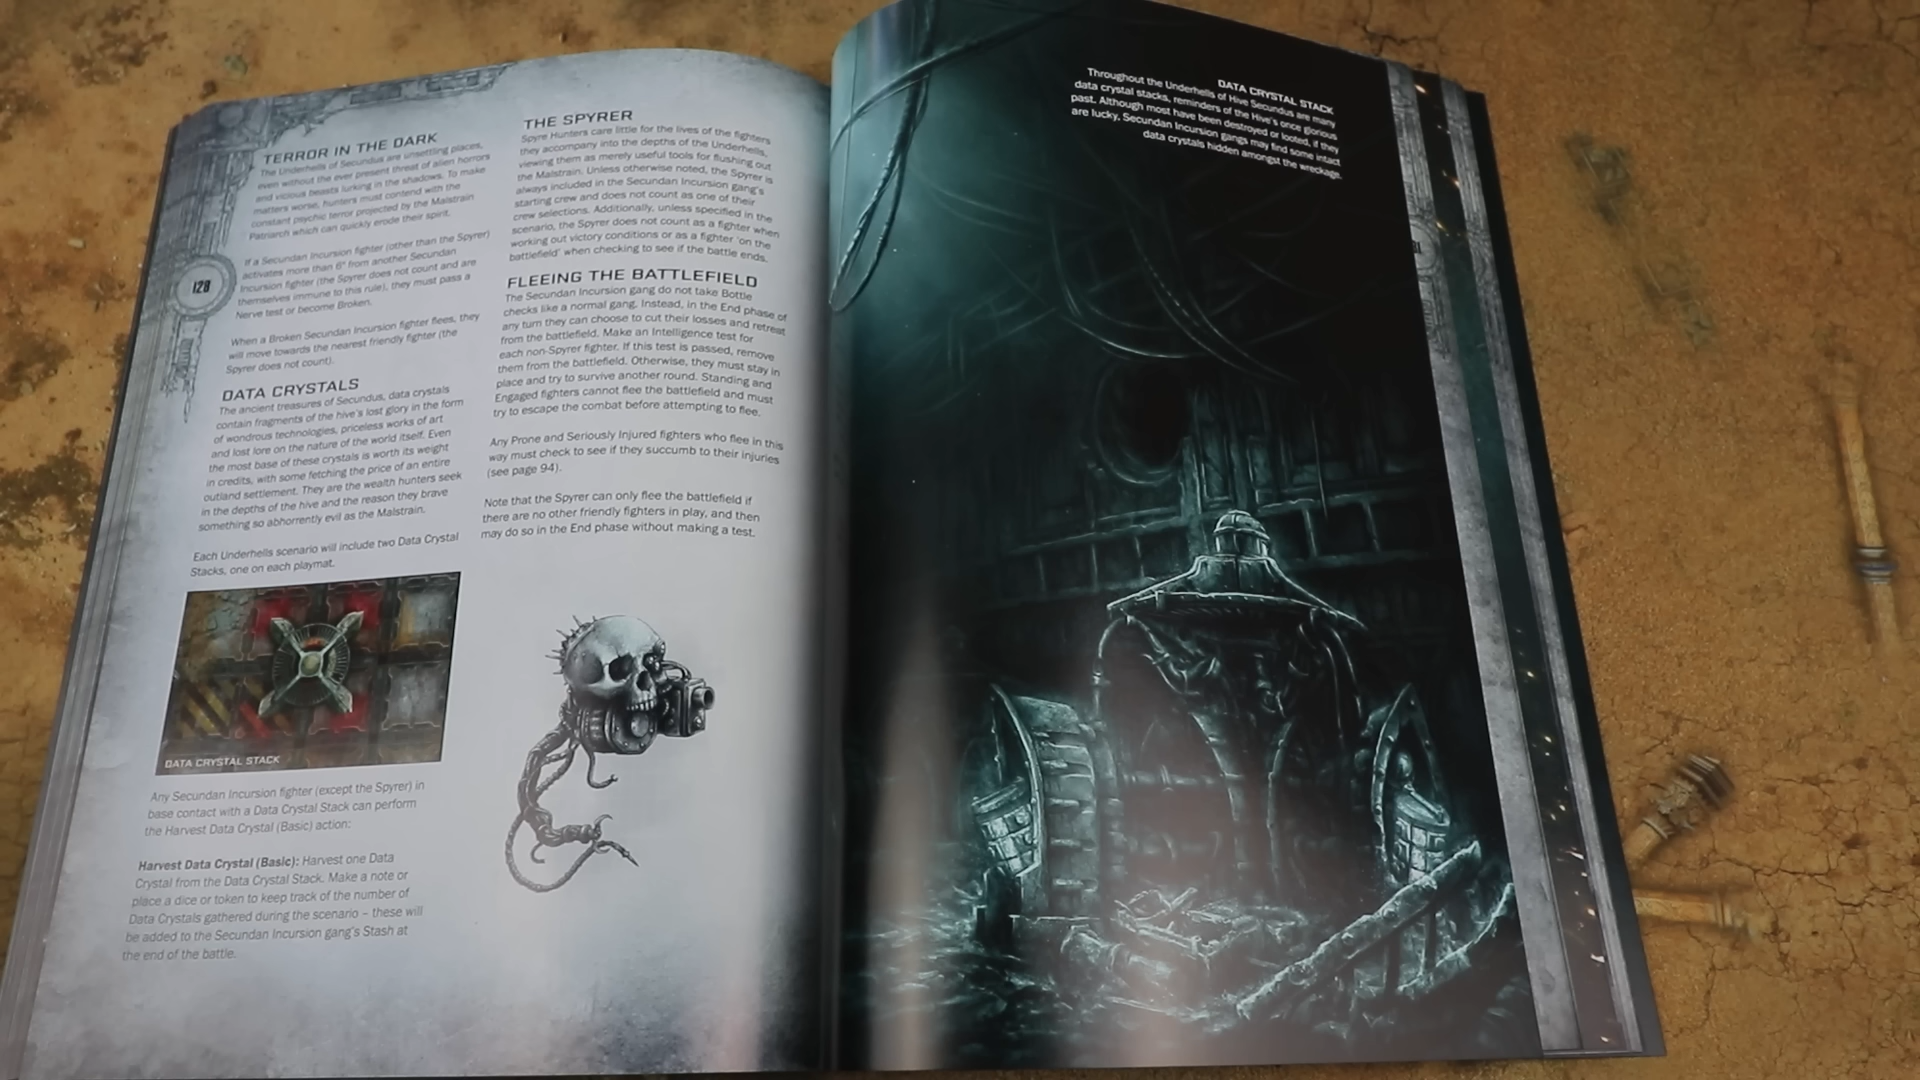 TERROR IN THE DARK
The Underhells of Secundus are unsettling places,
even without the ever present threat of alien horrors
and vicious beasts lurking in the shadows. To make
matters worse, hunters must contend with the
constant psychic terror projected by the Malstrain
Patriarch which can quickly erode their spirit.
If a Secundan Incursion fighter (other than the Spyrer)
activates more than 6" from another Secundan
Incursion fighter (the Spyrer does not count and are
themselves immune to this rule), they must pass a
Nerve test or become Broken.
When a Broken Secundan Incursion fighter flees, they
will move towards the nearest friendly fighter (the
Spyrer does not count).
128
DATA CRYSTALS
The ancient treasures of Secundus, data crystals
contain fragments of the hive's lost glory in the form
of wondrous technologies, priceless works of art
and lost lore on the nature of the world itself. Even
the most base of these crystals is worth its weight
in credits, with some fetching the price of an entire
outland settlement. They are the wealth hunters seek
in the depths of the hive and the reason they brave
something so abhorrently evil as the Malstrain.
Each Underhells scenario will include two Data Crystal
Stacks, one on each playmat.
DATA CRYSTAL STACK
Any Secundan Incursion fighter (except the Spyrer) in
base contact with a Data Crystal Stack can perform
the Harvest Data Crystal (Basic) action:
Harvest Data Crystal (Basic): Harvest one Data
Crystal from the Data Crystal Stack. Make a note or
place a dice or token to keep track of the number of
Data Crystals gathered during the scenario – these will
be added to the Secundan Incursion gang's Stash at
the end of the battle.
THE SPYRER
Spyre Hunters care little for the lives of the fighters
they accompany into the depths of the Underhells,
viewing them as merely useful tools for flushing out
the Malstrain. Unless otherwise noted, the Spyrer is
always included in the Secundan Incursion gang's
starting crew and does not count as one of their
crew selections. Additionally, unless specified in the
scenario, the Spyrer does not count as a fighter when
working out victory conditions or as a fighter 'on the
battlefield' when checking to see if the battle ends.
FLEEING THE BATTLEFIELD
The Secundan Incursion gang do not take Bottle
checks like a normal gang. Instead, in the End phase of
any turn they can choose to cut their losses and retreat
from the battlefield. Make an Intelligence test for
each non-Spyrer fighter. If this test is passed, remove
them from the battlefield. Otherwise, they must stay in
place and try to survive another round. Standing and
Engaged fighters cannot flee the battlefield and must
try to escape the combat before attempting to flee.
Any Prone and Seriously Injured fighters who flee in this
way must check to see if they succumb to their injuries
(see page 94).
Note that the Spyrer can only flee the battlefield if
there are no other friendly fighters in play, and then
may do so in the End phase without making a test.
DATA CRYSTAL STACK
Throughout the Underhells of Hive Secundus are many
data crystal stacks, reminders of the Hive's once glorious
past. Although most have been destroyed or looted, if they
are lucky, Secundan Incursion gangs may find some intact
data crystals hidden amongst the wreckage.